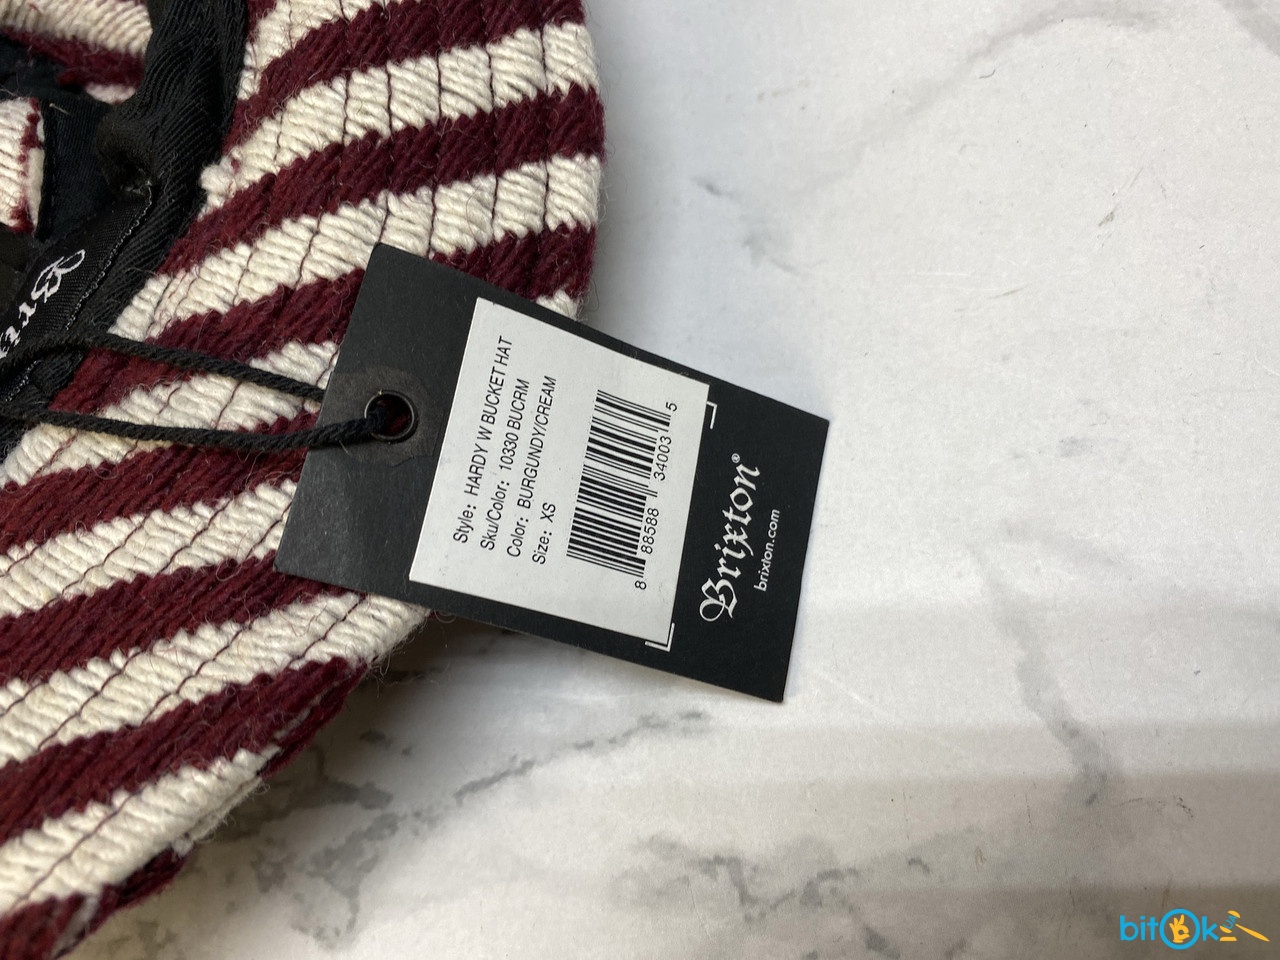 Style: HARDY W BUCKET HAT
Sku/Color: 10330 BUCRM
Color: BURGUNDY/CREAM
Size: XS
8 88588 34003 5
Brixton®
brixton.com
bitOk